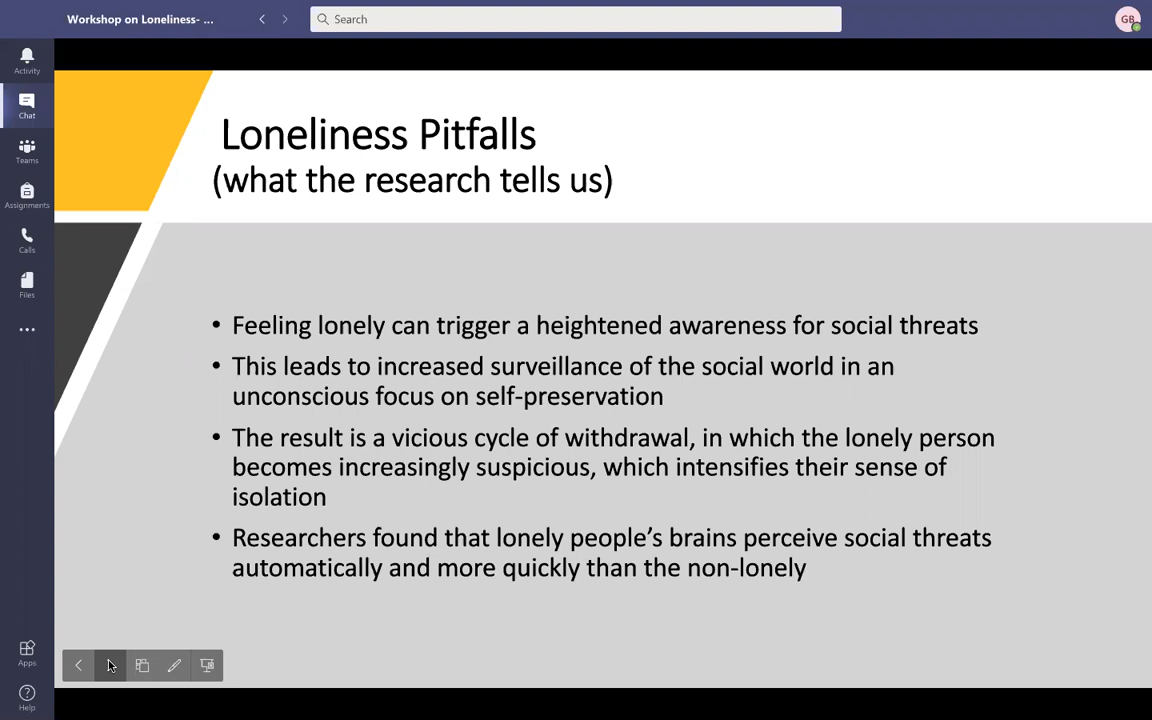 Workshop on Loneliness- ...
Search
GB
Activity
Chat
Teams
Assignments
Calls
Files
Loneliness Pitfalls
(what the research tells us)
• Feeling lonely can trigger a heightened awareness for social threats
• This leads to increased surveillance of the social world in an
unconscious focus on self-preservation
• The result is a vicious cycle of withdrawal, in which the lonely person
becomes increasingly suspicious, which intensifies their sense of
isolation
• Researchers found that lonely people’s brains perceive social threats
automatically and more quickly than the non-lonely
Apps
Help